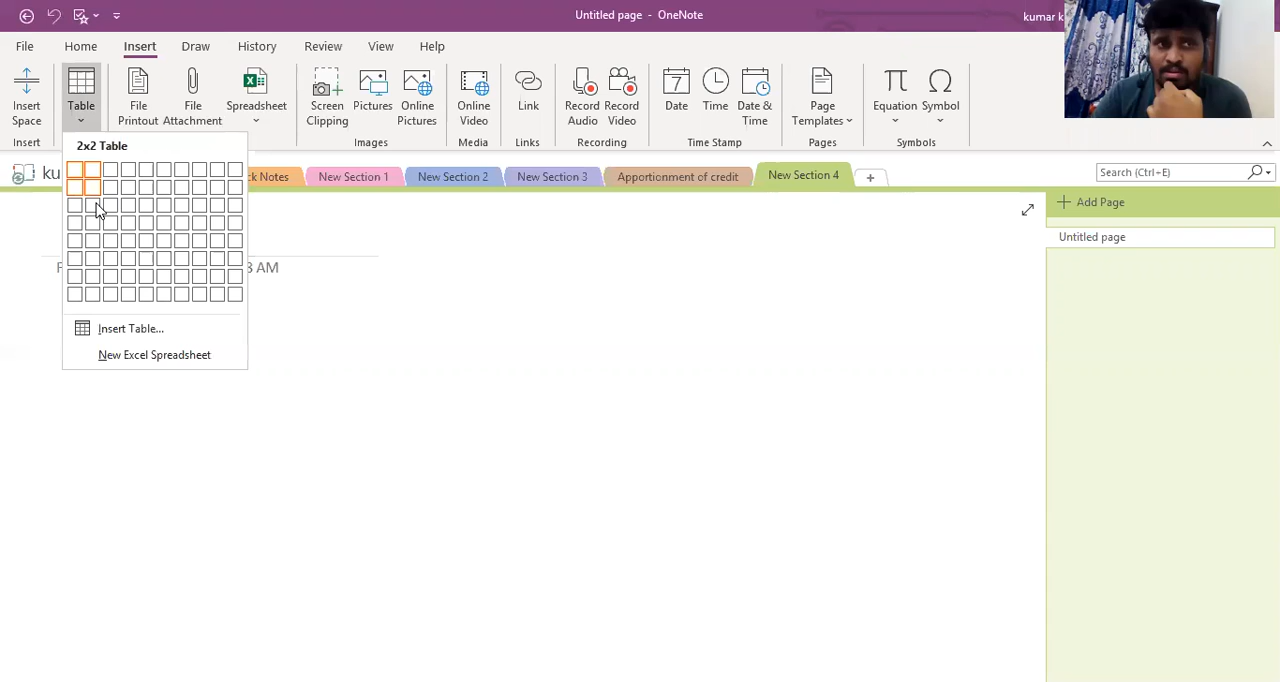 Untitled page - OneNote
kumar k
File Home Insert Draw History Review View Help
Insert Space
Table
File Printout
File Attachment
Spreadsheet
Screen Clipping
Pictures
Online Pictures
Online Video
Link
Record Audio
Record Video
Date
Time
Date & Time
Page Templates
Equation
Symbol
Insert
Images
Media
Links
Recording
Time Stamp
Pages
Symbols
2x2 Table
ku
ck Notes
New Section 1
New Section 2
New Section 3
Apportionment of credit
New Section 4
Search (Ctrl+E)
Add Page
Untitled page
AM
Insert Table...
New Excel Spreadsheet